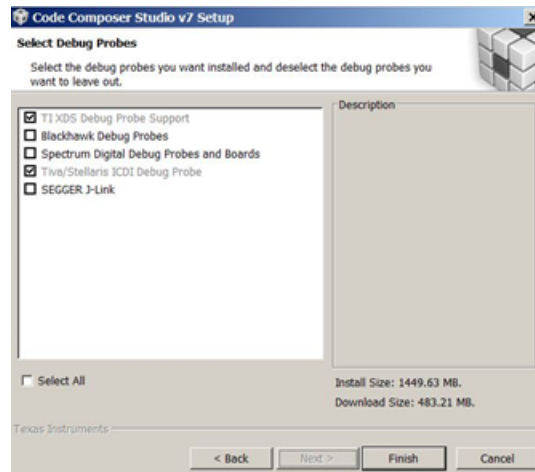 Code Composer Studio v7 Setup
Select Debug Probes
Select the debug probes you want installed and deselect the debug probes you
want to leave out.
TI XDS Debug Probe Support
Blackhawk Debug Probes
Spectrum Digital Debug Probes and Boards
Tiva/Stellaris ICDI Debug Probe
SEGGER J-Link
Description
Select All
Install Size: 1449.63 MB.
Download Size: 483.21 MB.
Texas Instruments
< Back
Next >
Finish
Cancel